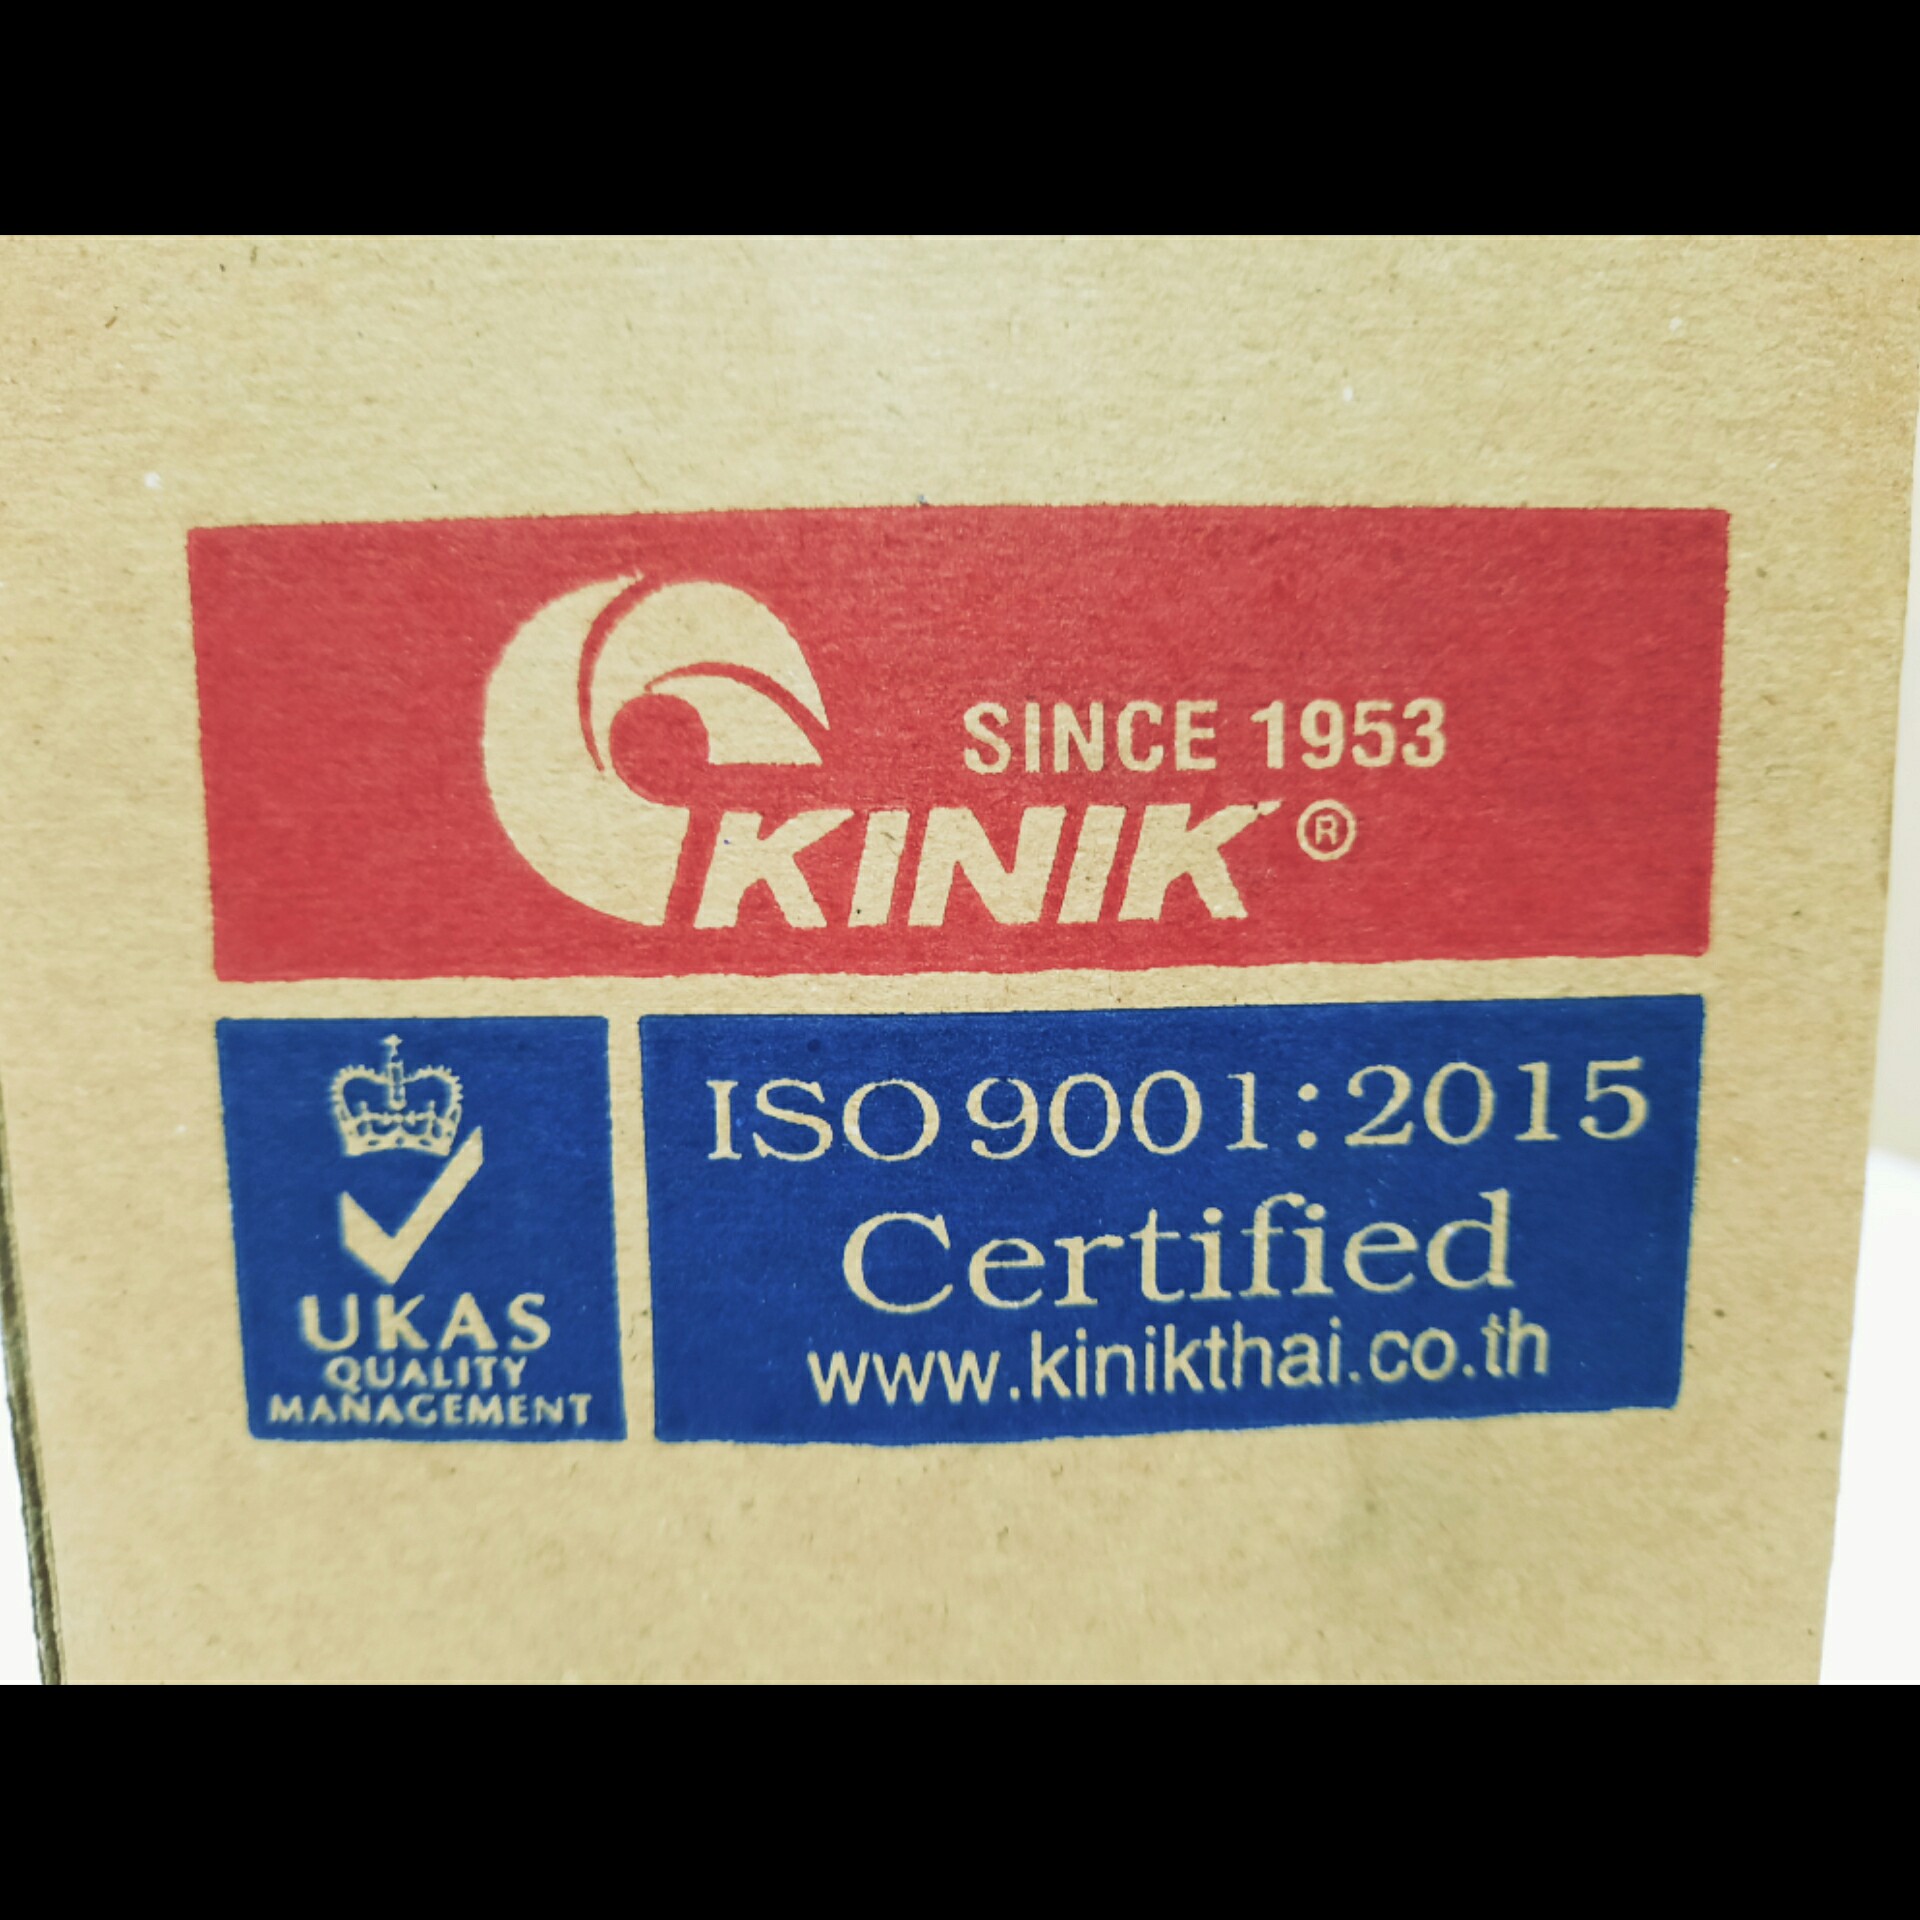 SINCE 1953
KINIK®
UKAS
QUALITY
MANAGEMENT
ISO 9001:2015
Certified
www.kinikthai.co.th